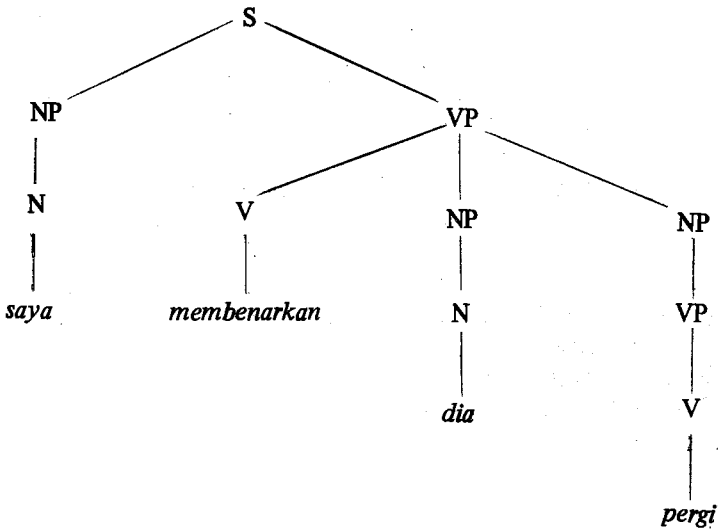 S
NP VP
N V NP NP
saya membenarkan N VP
dia V
pergi